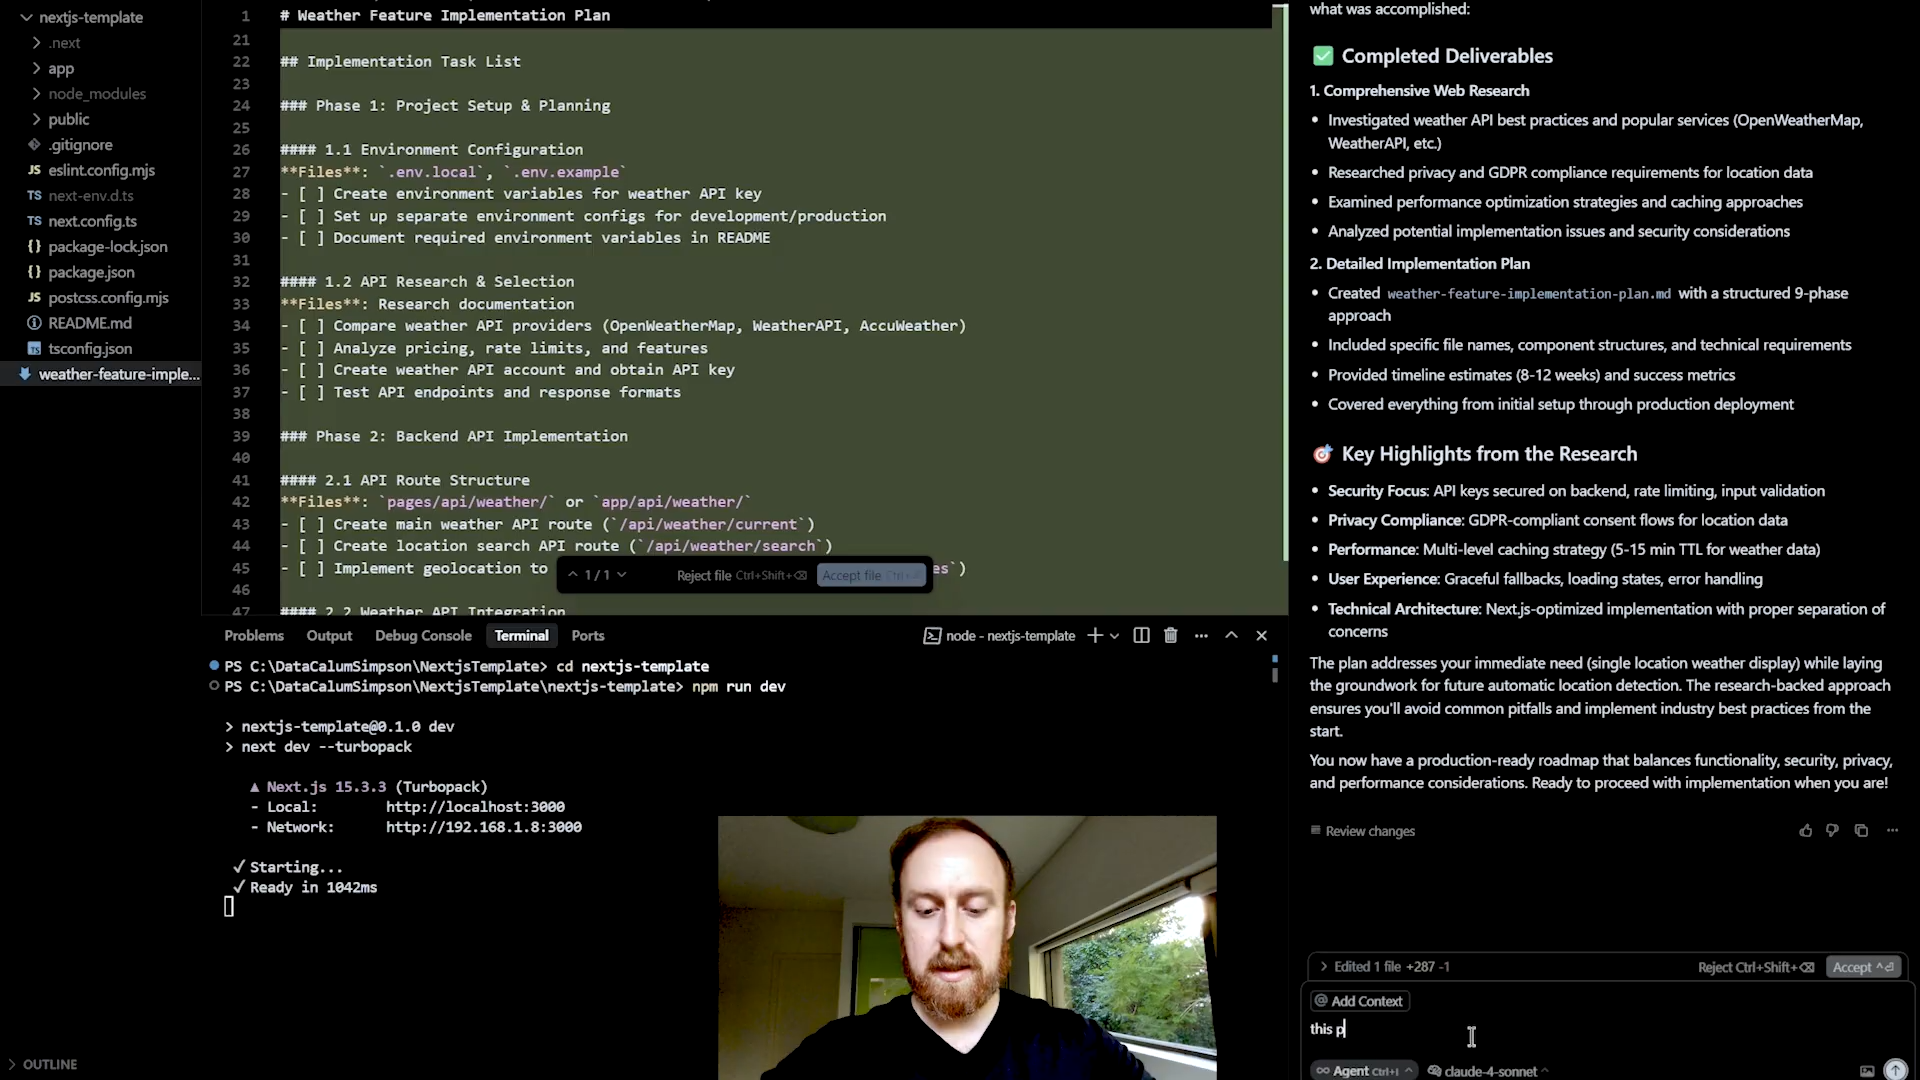 nextjs-template
.next
app
node_modules
public
.gitignore
JS eslint.config.mjs
TS next-env.d.ts
TS next.config.ts
{} package-lock.json
{} package.json
JS postcss.config.mjs
README.md
TS tsconfig.json
weather-feature-imple...
OUTLINE
1 # Weather Feature Implementation Plan
21
22 ## Implementation Task List
23
24 ### Phase 1: Project Setup & Planning
25
26 #### 1.1 Environment Configuration
27 **Files**: `.env.local`, `.env.example`
28 - [ ] Create environment variables for weather API key
29 - [ ] Set up separate environment configs for development/production
30 - [ ] Document required environment variables in README
31
32 #### 1.2 API Research & Selection
33 **Files**: Research documentation
34 - [ ] Compare weather API providers (OpenWeatherMap, WeatherAPI, AccuWeather)
35 - [ ] Analyze pricing, rate limits, and features
36 - [ ] Create weather API account and obtain API key
37 - [ ] Test API endpoints and response formats
38
39 ### Phase 2: Backend API Implementation
40
41 #### 2.1 API Route Structure
42 **Files**: `pages/api/weather/` or `app/api/weather/`
43 - [ ] Create main weather API route (`/api/weather/current`)
44 - [ ] Create location search API route (`/api/weather/search`)
45 - [ ] Implement geolocation to es`)
46
47 #### 2.2 Weather API Integration
1 / 1 Reject file Ctrl+Shift+⌫ Accept file
Problems Output Debug Console Terminal Ports node - nextjs-template
PS C:\DataCalumSimpson\NextjsTemplate> cd nextjs-template
PS C:\DataCalumSimpson\NextjsTemplate\nextjs-template> npm run dev
> nextjs-template@0.1.0 dev
> next dev --turbopack
▲ Next.js 15.3.3 (Turbopack)
- Local: http://localhost:3000
- Network: http://192.168.1.8:3000
✓ Starting...
✓ Ready in 1042ms
what was accomplished:
✅ Completed Deliverables
1. Comprehensive Web Research
• Investigated weather API best practices and popular services (OpenWeatherMap,
WeatherAPI, etc.)
• Researched privacy and GDPR compliance requirements for location data
• Examined performance optimization strategies and caching approaches
• Analyzed potential implementation issues and security considerations
2. Detailed Implementation Plan
• Created weather-feature-implementation-plan.md with a structured 9-phase
approach
• Included specific file names, component structures, and technical requirements
• Provided timeline estimates (8-12 weeks) and success metrics
• Covered everything from initial setup through production deployment
🎯 Key Highlights from the Research
• Security Focus: API keys secured on backend, rate limiting, input validation
• Privacy Compliance: GDPR-compliant consent flows for location data
• Performance: Multi-level caching strategy (5-15 min TTL for weather data)
• User Experience: Graceful fallbacks, loading states, error handling
• Technical Architecture: Next.js-optimized implementation with proper separation of
concerns
The plan addresses your immediate need (single location weather display) while laying
the groundwork for future automatic location detection. The research-backed approach
ensures you'll avoid common pitfalls and implement industry best practices from the
start.
You now have a production-ready roadmap that balances functionality, security, privacy,
and performance considerations. Ready to proceed with implementation when you are!
Review changes
Edited 1 file +287 -1 Reject Ctrl+Shift+⌫ Accept ^⏎
@ Add Context
this p
∞ Agent Ctrl+I claude-4-sonnet